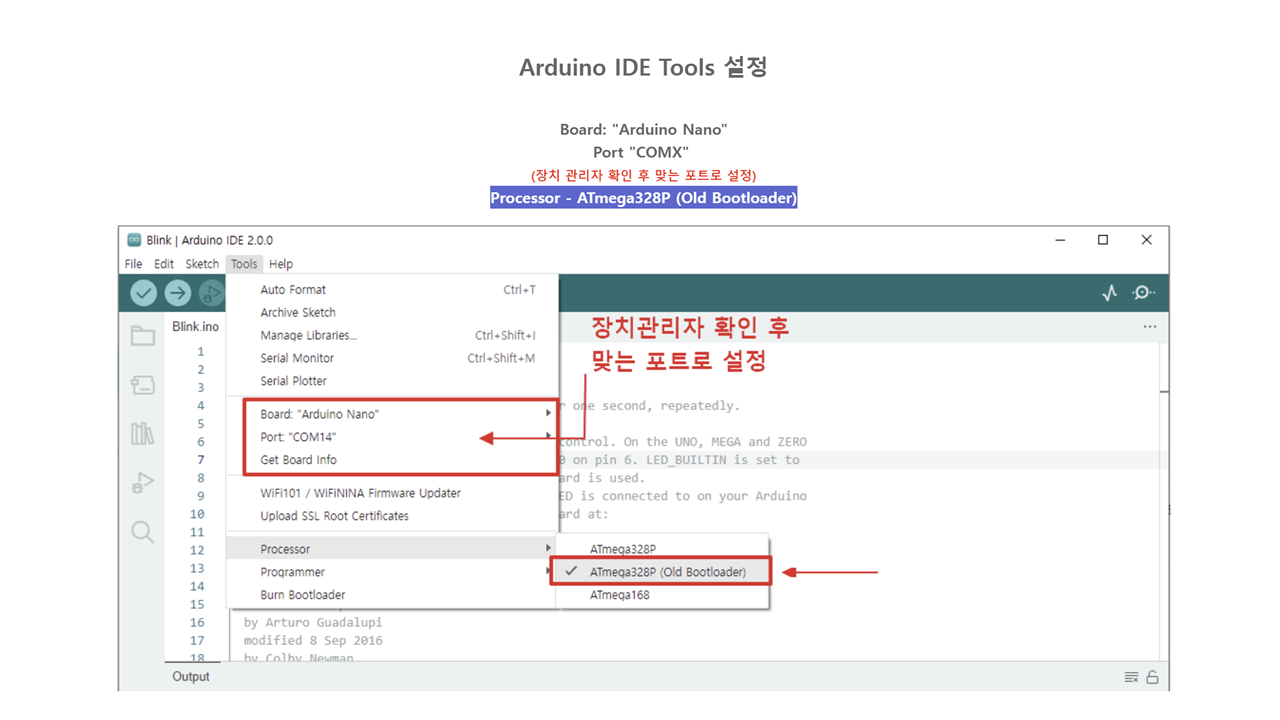 Arduino IDE Tools 설정
Board: "Arduino Nano"
Port "COMX"
(장치 관리자 확인 후 맞는 포트로 설정)
Processor - ATmega328P (Old Bootloader)
Blink | Arduino IDE 2.0.0
File Edit Sketch Tools Help
Auto Format Ctrl+T
Archive Sketch
Manage Libraries... Ctrl+Shift+I
Serial Monitor Ctrl+Shift+M
Serial Plotter
Board: "Arduino Nano"
Port: "COM14"
Get Board Info
WiFi101 / WiFiNINA Firmware Updater
Upload SSL Root Certificates
Processor
Programmer
Burn Bootloader
ATmega328P
ATmega328P (Old Bootloader)
ATmega168
장치관리자 확인 후
맞는 포트로 설정
Blink.ino
1
2
3
4
5
6
7
8
9
10
11
12
13
14
15
16
17
18
r one second, repeatedly.
control. On the UNO, MEGA and ZERO
on pin 6. LED_BUILTIN is set to
ard is used.
ED is connected to on your Arduino
ard at:
by Arturo Guadalupi
modified 8 Sep 2016
by Colby Newman
Output